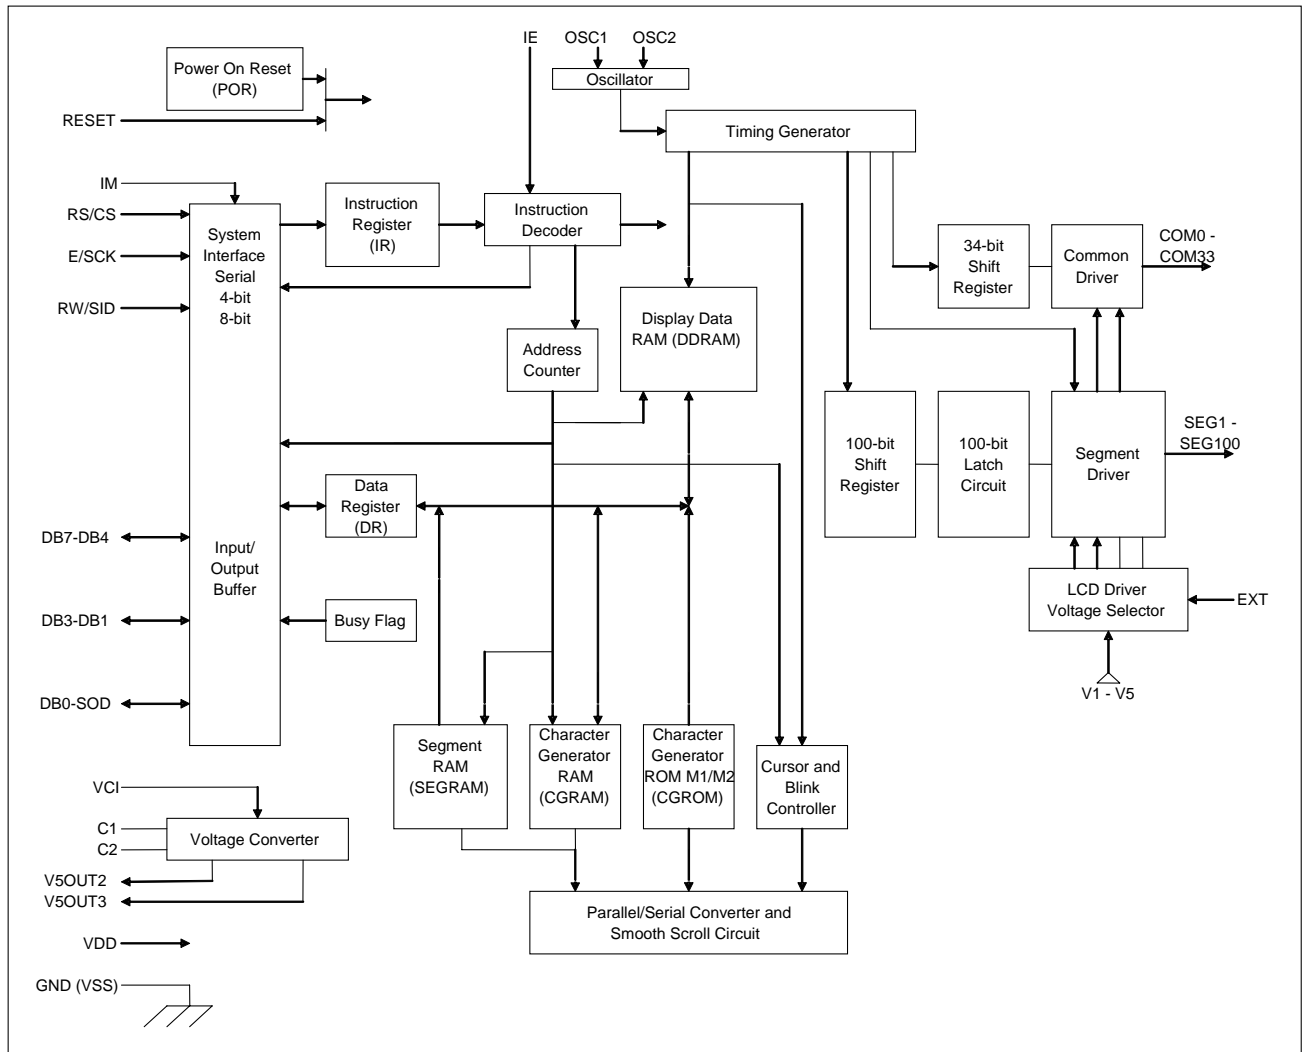 IE
OSC1
OSC2
Power On Reset
(POR)
Oscillator
RESET
Timing Generator
IM
RS/CS
E/SCK
RW/SID
System
Interface
Serial
4-bit
8-bit
Input/
Output
Buffer
Instruction
Register
(IR)
Instruction
Decoder
34-bit
Shift
Register
Common
Driver
COM0 -
COM33
Display Data
RAM (DDRAM)
Address
Counter
100-bit
Shift
Register
100-bit
Latch
Circuit
Segment
Driver
SEG1 -
SEG100
Data
Register
(DR)
DB7-DB4
DB3-DB1
DB0-SOD
Busy Flag
LCD Driver
Voltage Selector
EXT
V1 - V5
Segment
RAM
(SEGRAM)
Character
Generator
RAM
(CGRAM)
Character
Generator
ROM M1/M2
(CGROM)
Cursor and
Blink
Controller
VCI
C1
C2
Voltage Converter
V5OUT2
V5OUT3
Parallel/Serial Converter and
Smooth Scroll Circuit
VDD
GND (VSS)